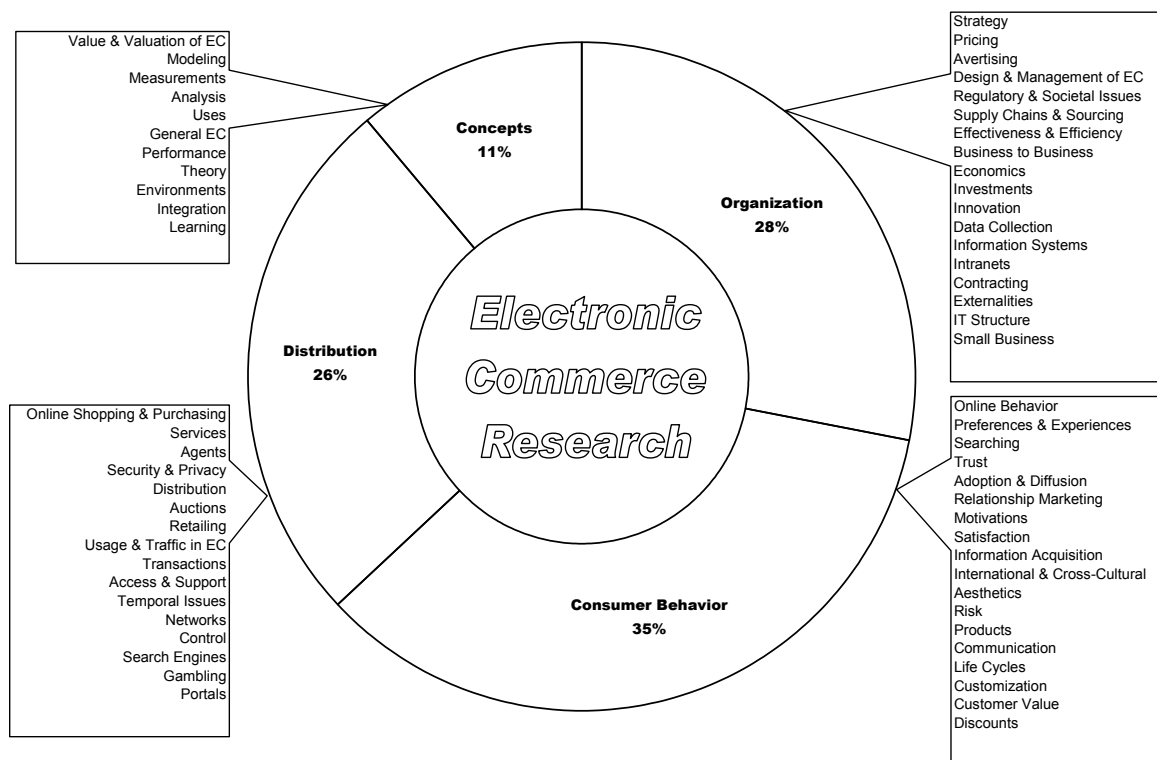 Value & Valuation of EC
Modeling
Measurements
Analysis
Uses
General EC
Performance
Theory
Environments
Integration
Learning
Concepts
11%
Strategy
Pricing
Avertising
Design & Management of EC
Regulatory & Societal Issues
Supply Chains & Sourcing
Effectiveness & Efficiency
Business to Business
Economics
Investments
Innovation
Data Collection
Information Systems
Intranets
Contracting
Externalities
IT Structure
Small Business
Organization
28%
Electronic
Commerce
Research
Distribution
26%
Online Shopping & Purchasing
Services
Agents
Security & Privacy
Distribution
Auctions
Retailing
Usage & Traffic in EC
Transactions
Access & Support
Temporal Issues
Networks
Control
Search Engines
Gambling
Portals
Consumer Behavior
35%
Online Behavior
Preferences & Experiences
Searching
Trust
Adoption & Diffusion
Relationship Marketing
Motivations
Satisfaction
Information Acquisition
International & Cross-Cultural
Aesthetics
Risk
Products
Communication
Life Cycles
Customization
Customer Value
Discounts